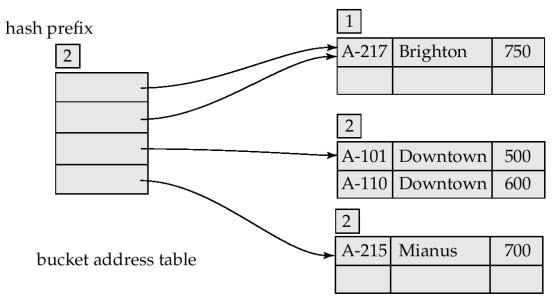 hash prefix
2
1
A-217 Brighton 750
2
A-101 Downtown 500
A-110 Downtown 600
2
A-215 Mianus 700
bucket address table